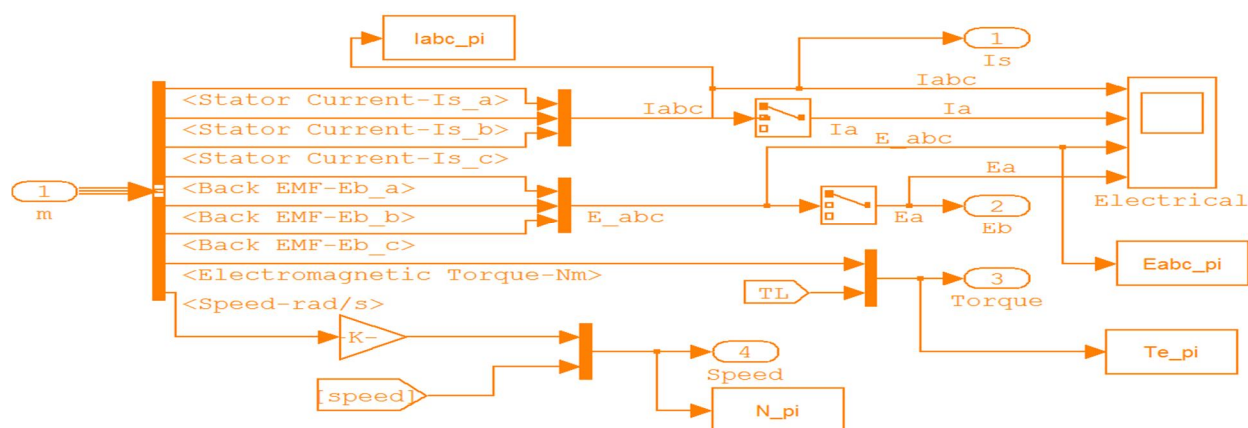 Iabc_pi
1
Is
Iabc
<Stator Current-Is_a>
Iabc
Ia
Ia
<Stator Current-Is_b>
E_abc
<Stator Current-Is_c>
Ea
1
m
<Back EMF-Eb_a>
Electrical
<Back EMF-Eb_b>
E_abc
Ea
2
Eb
<Back EMF-Eb_c>
Eabc_pi
<Electromagnetic Torque-Nm>
TL
3
Torque
<Speed-rad/s>
-K-
4
Speed
Te_pi
[speed]
N_pi